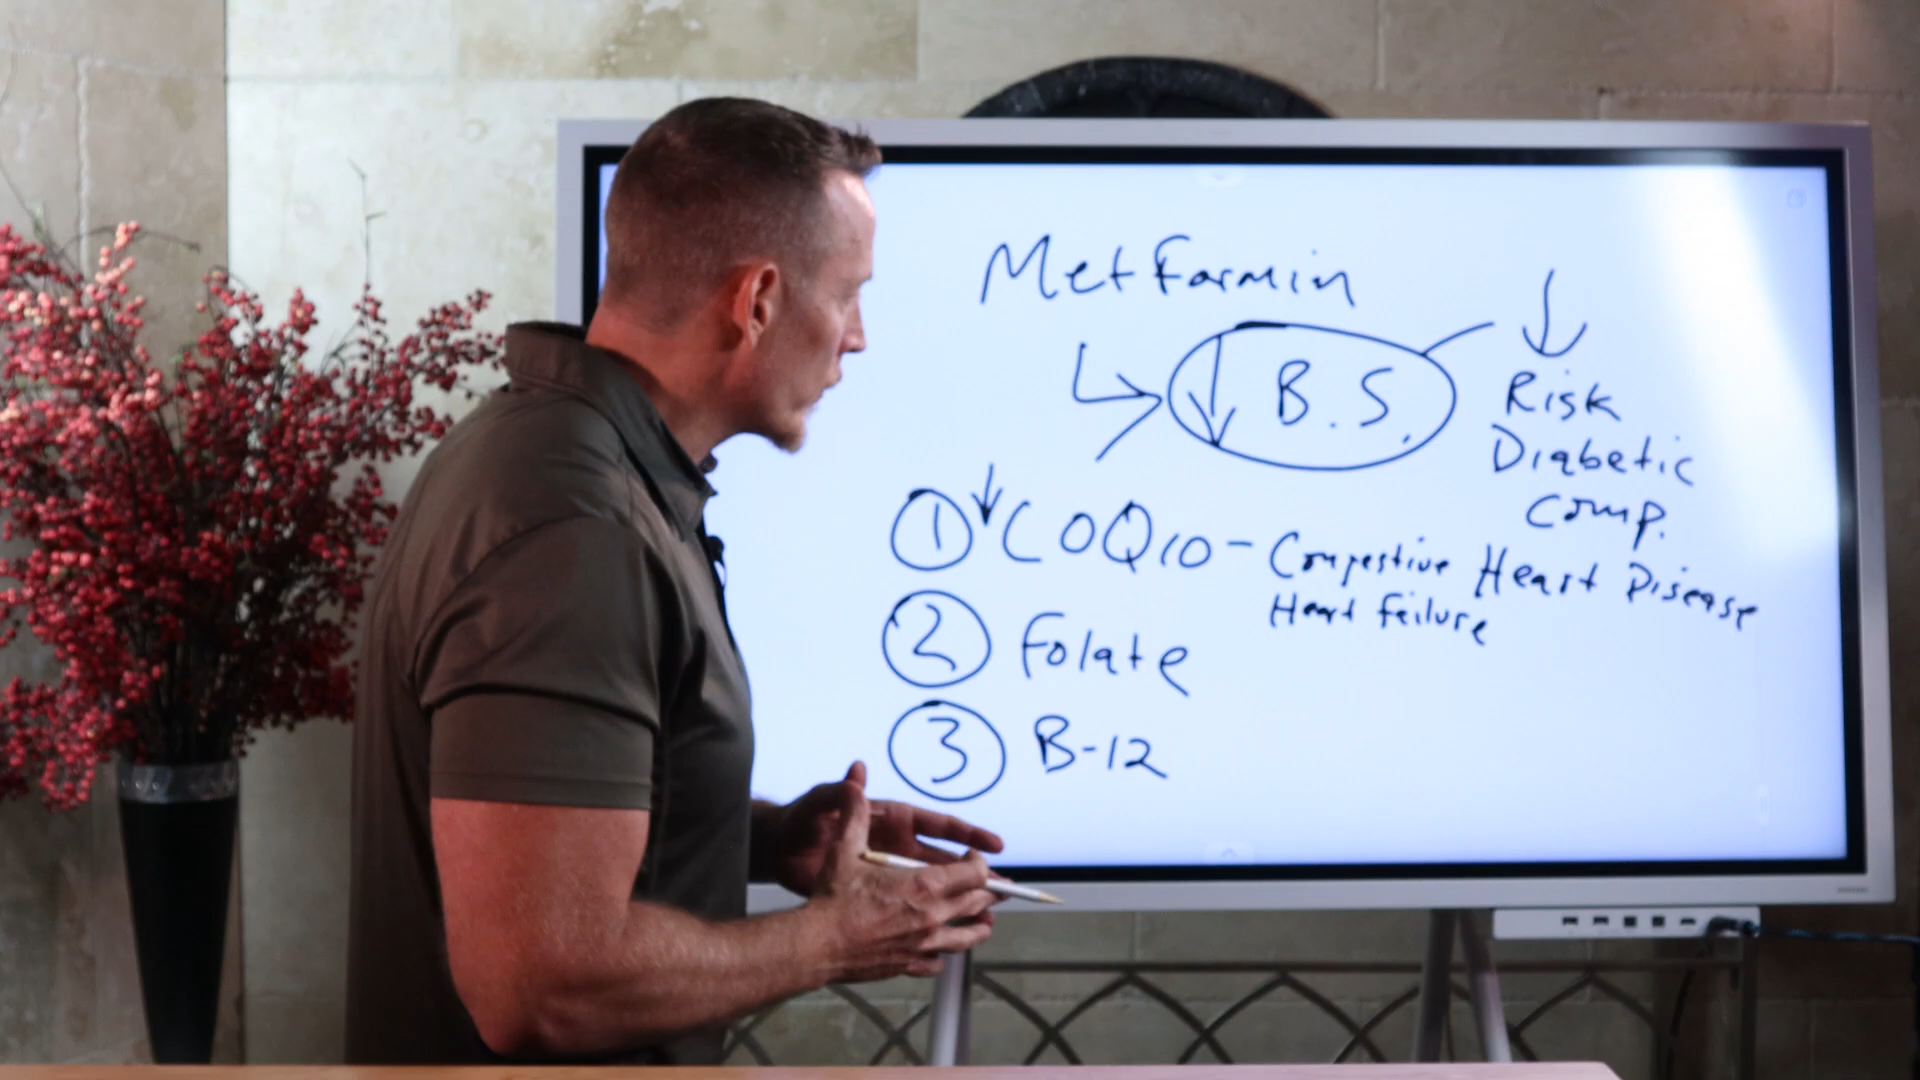 Metformin
↓ B.S.
↓
Risk
Diabetic
Comp.
① ↓ COQ10 - Congestive Heart Disease
Heart Failure
② Folate
③ B-12